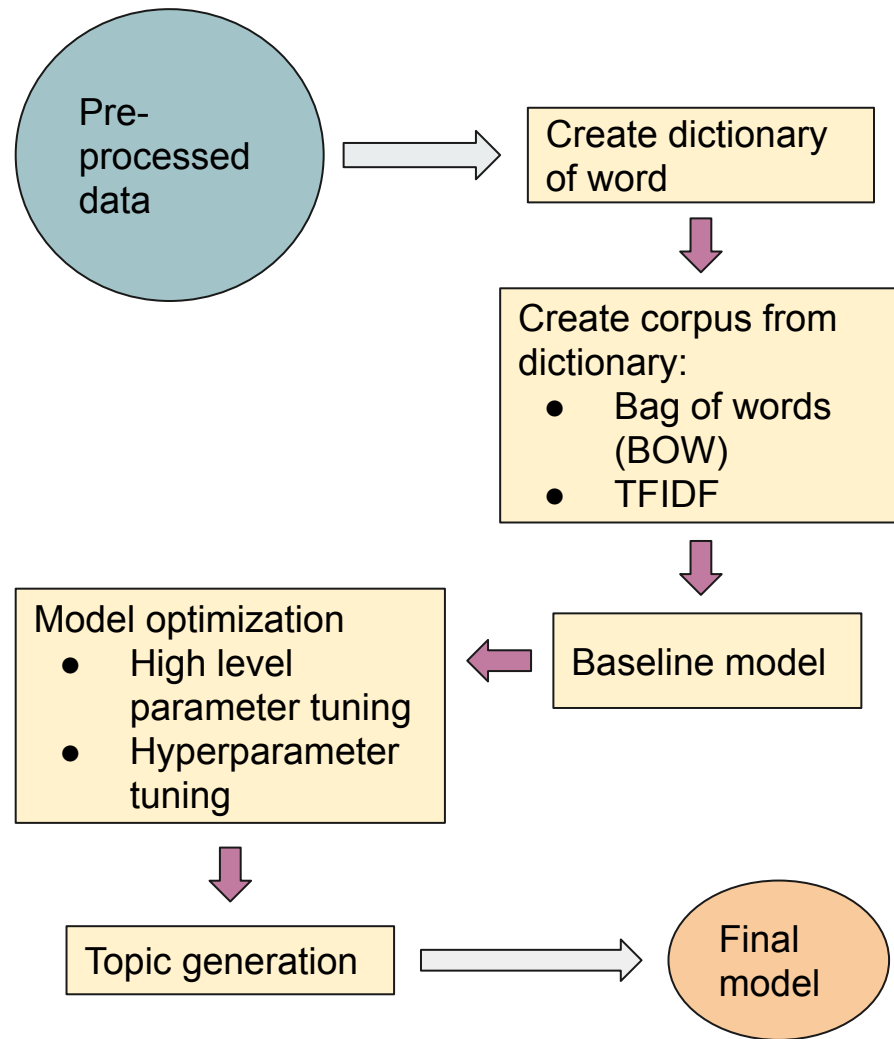 Pre-
processed
data
Create dictionary
of word
Create corpus from
dictionary:
● Bag of words
(BOW)
● TFIDF
Baseline model
Model optimization
● High level
parameter tuning
● Hyperparameter
tuning
Topic generation
Final
model